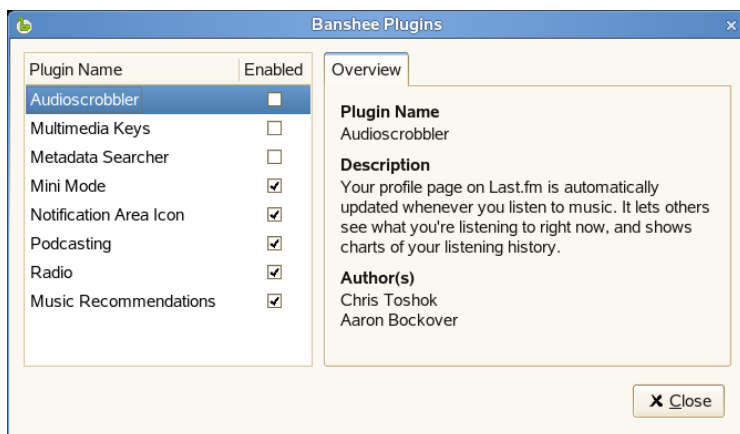 Banshee Plugins
Plugin Name Enabled
Audioscrobbler
Multimedia Keys
Metadata Searcher
Mini Mode
Notification Area Icon
Podcasting
Radio
Music Recommendations
Overview
Plugin Name
Audioscrobbler
Description
Your profile page on Last.fm is automatically
updated whenever you listen to music. It lets others
see what you're listening to right now, and shows
charts of your listening history.
Author(s)
Chris Toshok
Aaron Bockover
Close